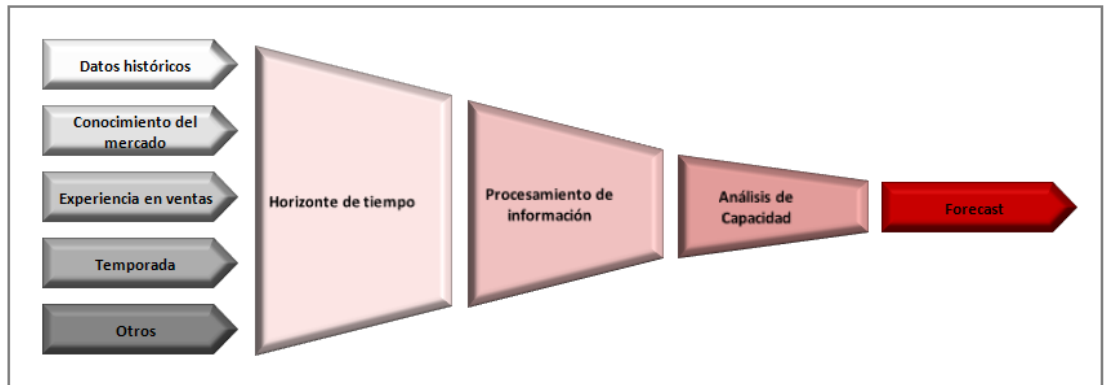 Datos históricos
Conocimiento del
mercado
Experiencia en ventas
Temporada
Otros
Horizonte de tiempo
Procesamiento de
información
Análisis de
Capacidad
Forecast